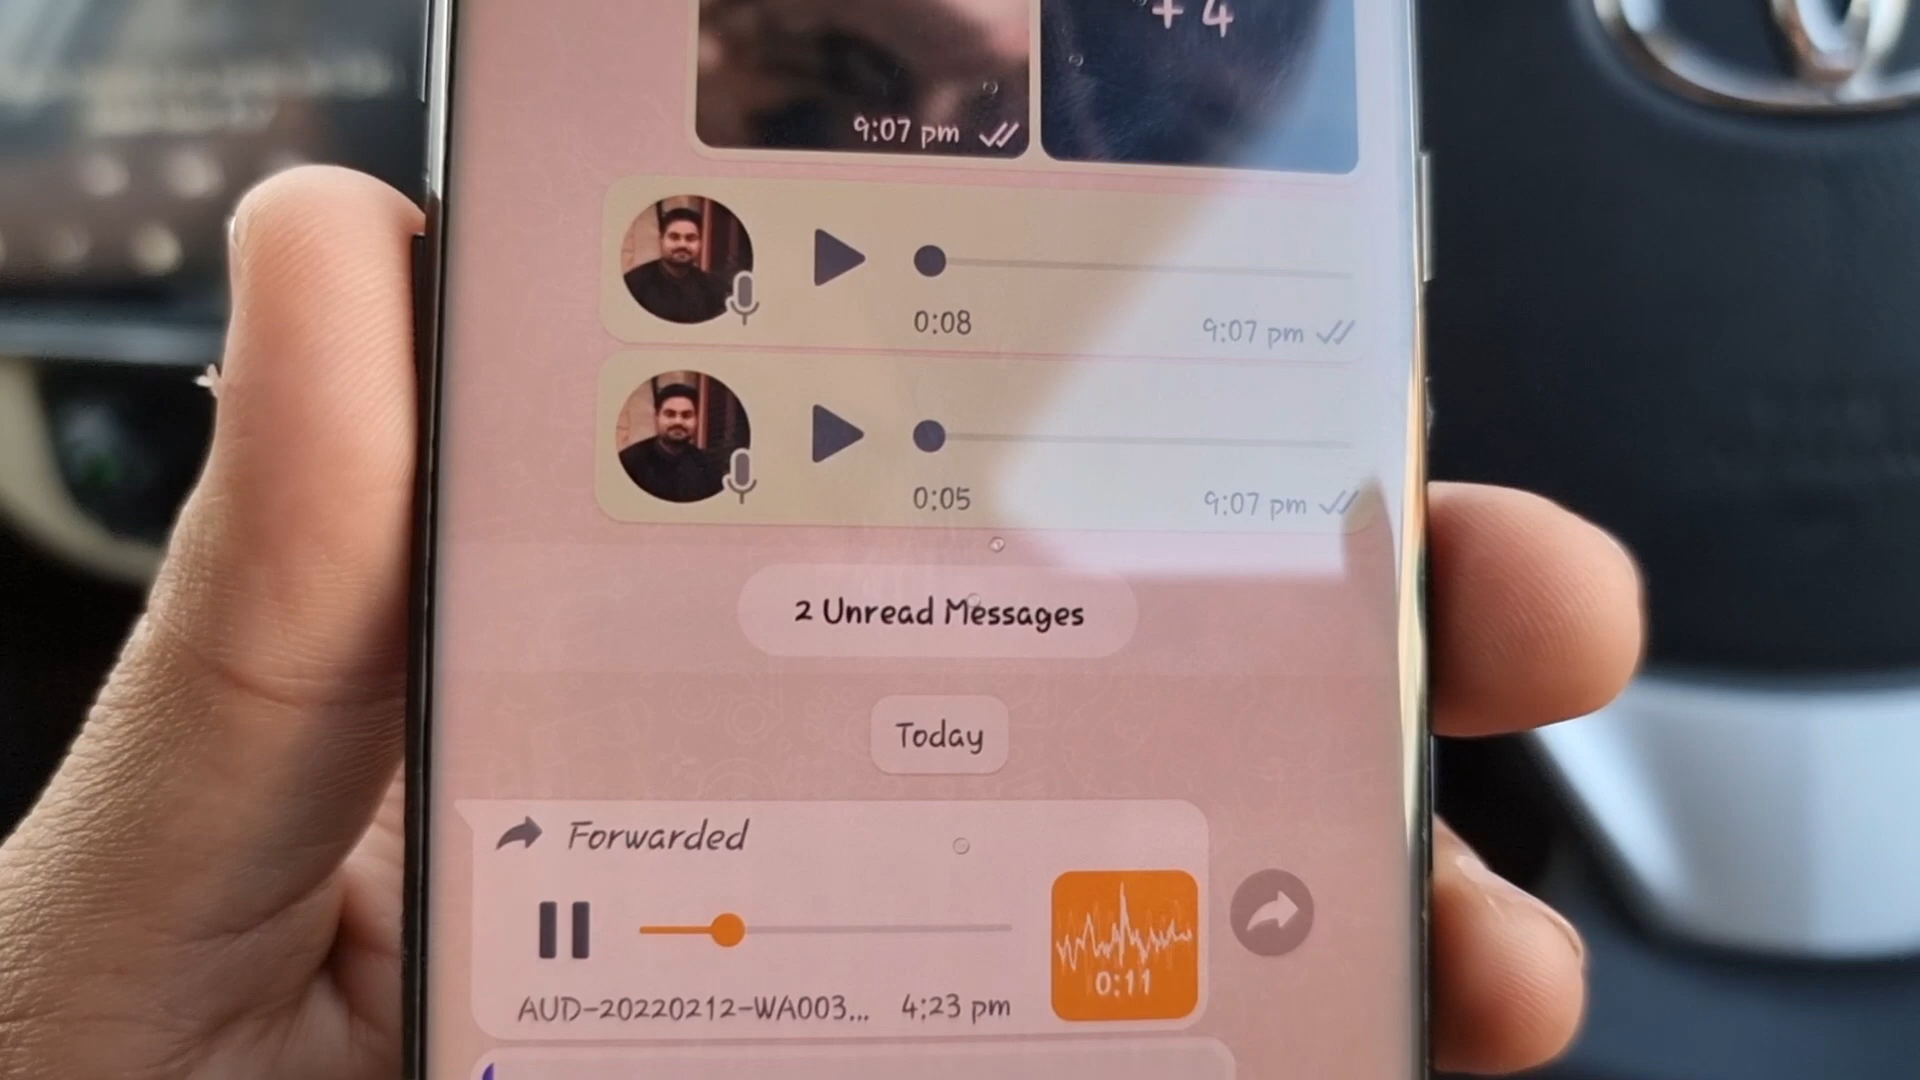 + 4
9:07 pm
0:08
9:07 pm
0:05
9:07 pm
2 Unread Messages
Today
Forwarded
0:11
AUD-20220212-WA003... 4:23 pm